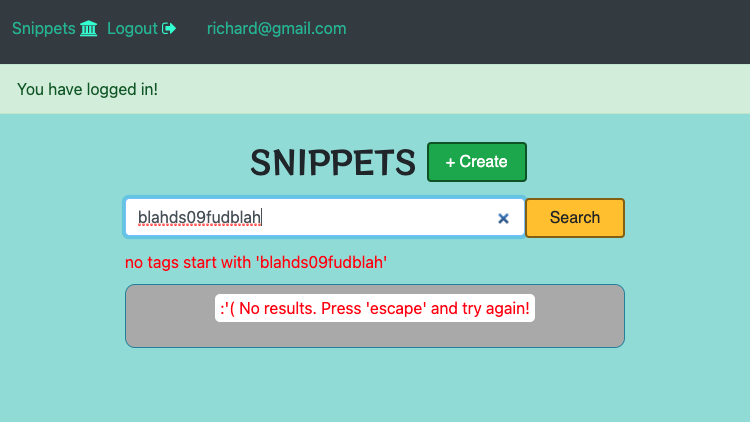 Snippets Logout richard@gmail.com
You have logged in!
SNIPPETS + Create
blahds09fudblah Search
no tags start with 'blahds09fudblah'
:'( No results. Press 'escape' and try again!